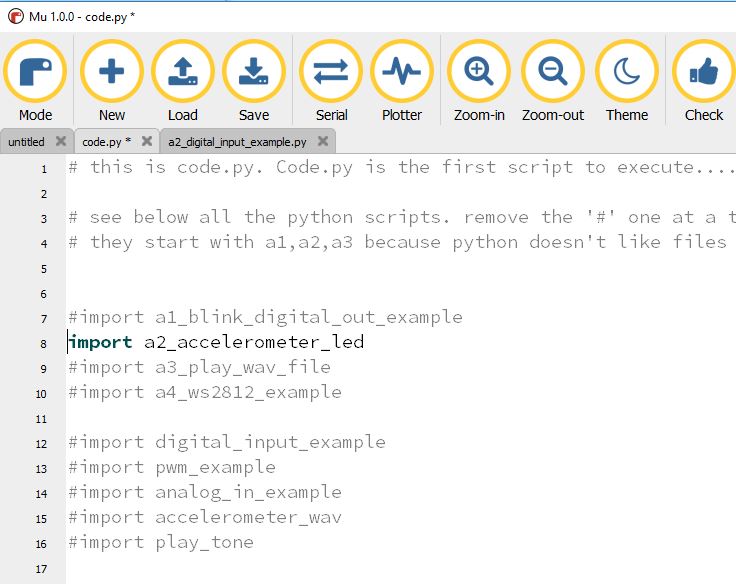 Mu 1.0.0 - code.py *
Mode New Load Save Serial Plotter Zoom-in Zoom-out Theme Check
untitled code.py * a2_digital_input_example.py
1 # this is code.py. Code.py is the first script to execute....
2
3 # see below all the python scripts. remove the '#' one at a
4 # they start with a1,a2,a3 because python doesn't like files
5
6
7 #import a1_blink_digital_out_example
8 import a2_accelerometer_led
9 #import a3_play_wav_file
10 #import a4_ws2812_example
11
12 #import digital_input_example
13 #import pwm_example
14 #import analog_in_example
15 #import accelerometer_wav
16 #import play_tone
17